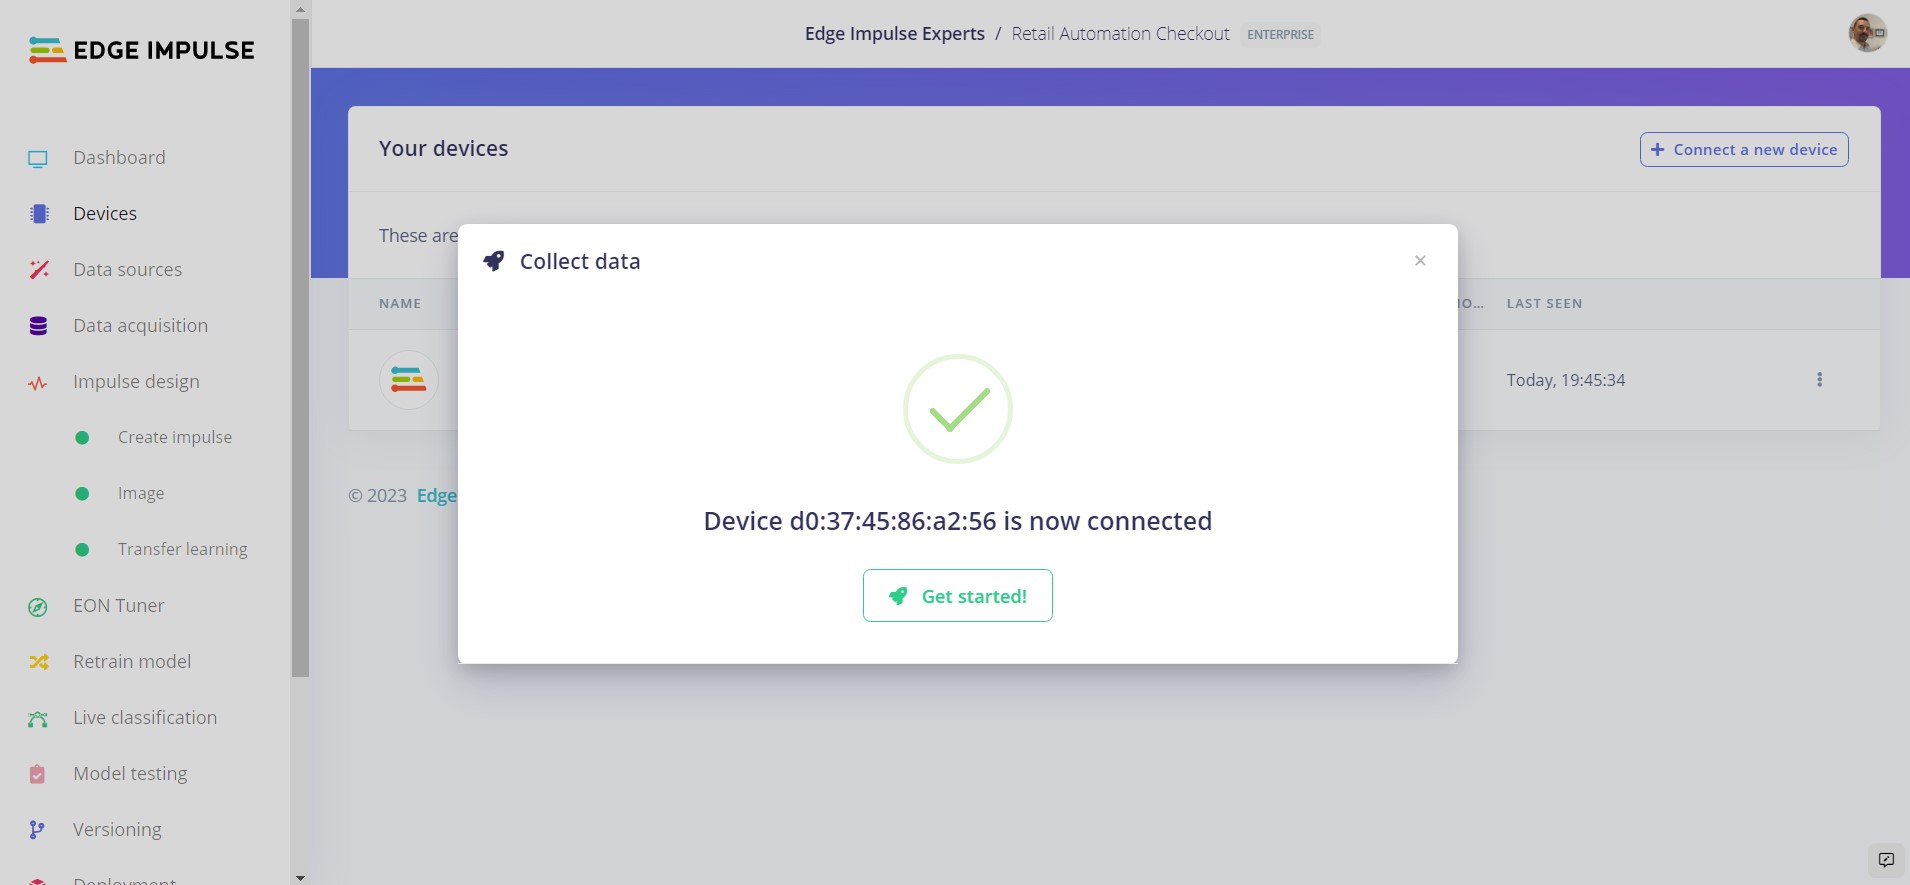 EDGE IMPULSE
Edge Impulse Experts / Retail Automation Checkout ENTERPRISE
Dashboard
Devices
Data sources
Data acquisition
Impulse design
Create impulse
Image
Transfer learning
EON Tuner
Retrain model
Live classification
Model testing
Versioning
Deployment
Your devices
+ Connect a new device
These are
NAME
IO... LAST SEEN
Today, 19:45:34
© 2023 Edge
Collect data ×
Device d0:37:45:86:a2:56 is now connected
Get started!